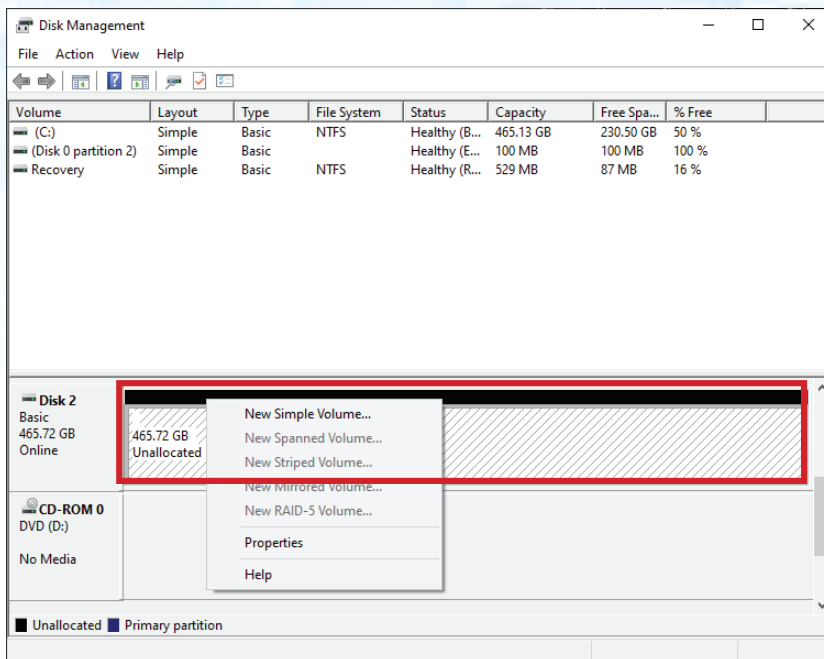 Disk Management
File Action View Help
Volume Layout Type File System Status Capacity Free Spa... % Free
(C:) Simple Basic NTFS Healthy (B... 465.13 GB 230.50 GB 50 %
(Disk 0 partition 2) Simple Basic Healthy (E... 100 MB 100 MB 100 %
Recovery Simple Basic NTFS Healthy (R... 529 MB 87 MB 16 %
Disk 2
Basic
465.72 GB
Online
465.72 GB
Unallocated
New Simple Volume...
New Spanned Volume...
New Striped Volume...
New Mirrored Volume...
New RAID-5 Volume...
Properties
Help
CD-ROM 0
DVD (D:)
No Media
Unallocated Primary partition